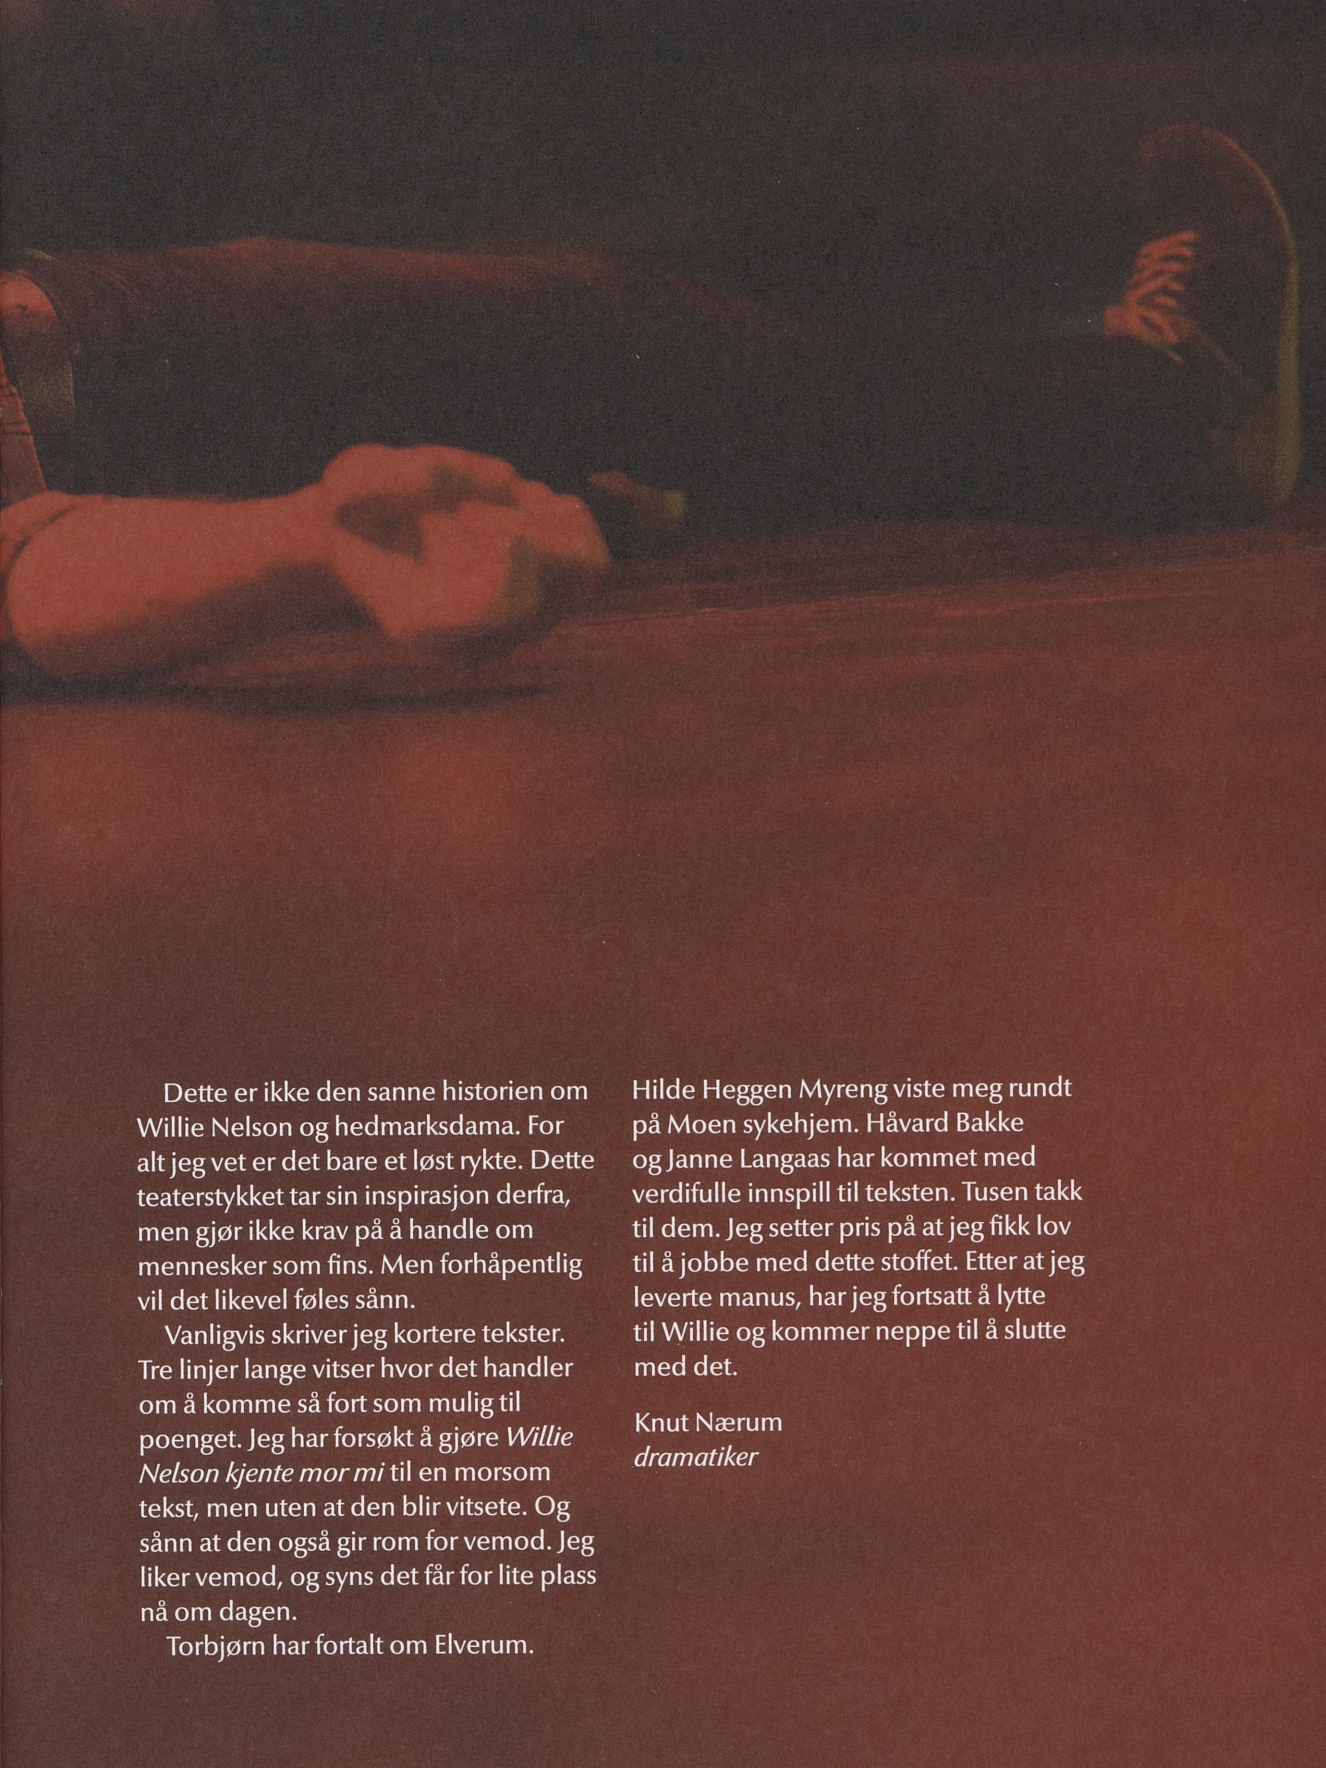 Dette er ikke den sanne historien om
Willie Nelson og hedmarksdama. For
alt jeg vet er det bare et løst rykte. Dette
teaterstykket tar sin inspirasjon derfra,
men gjør ikke krav på å handle om
mennesker som fins. Men forhåpentlig
vil det likevel føles sånn.
Vanligvis skriver jeg kortere tekster.
Tre linjer lange vitser hvor det handler
om å komme så fort som mulig til
poenget. Jeg har forsøkt å gjøre Willie
Nelson kjente mor mi til en morsom
tekst, men uten at den blir vitsete. Og
sånn at den også gir rom for vemod. Jeg
liker vemod, og syns det får for lite plass
nå om dagen.
Torbjørn har fortalt om Elverum.
Hilde Heggen Myreng viste meg rundt
på Moen sykehjem. Håvard Bakke
og Janne Langaas har kommet med
verdifulle innspill til teksten. Tusen takk
til dem. Jeg setter pris på at jeg fikk lov
til å jobbe med dette stoffet. Etter at jeg
leverte manus, har jeg fortsatt å lytte
til Willie og kommer neppe til å slutte
med det.
Knut Nærum
dramatiker